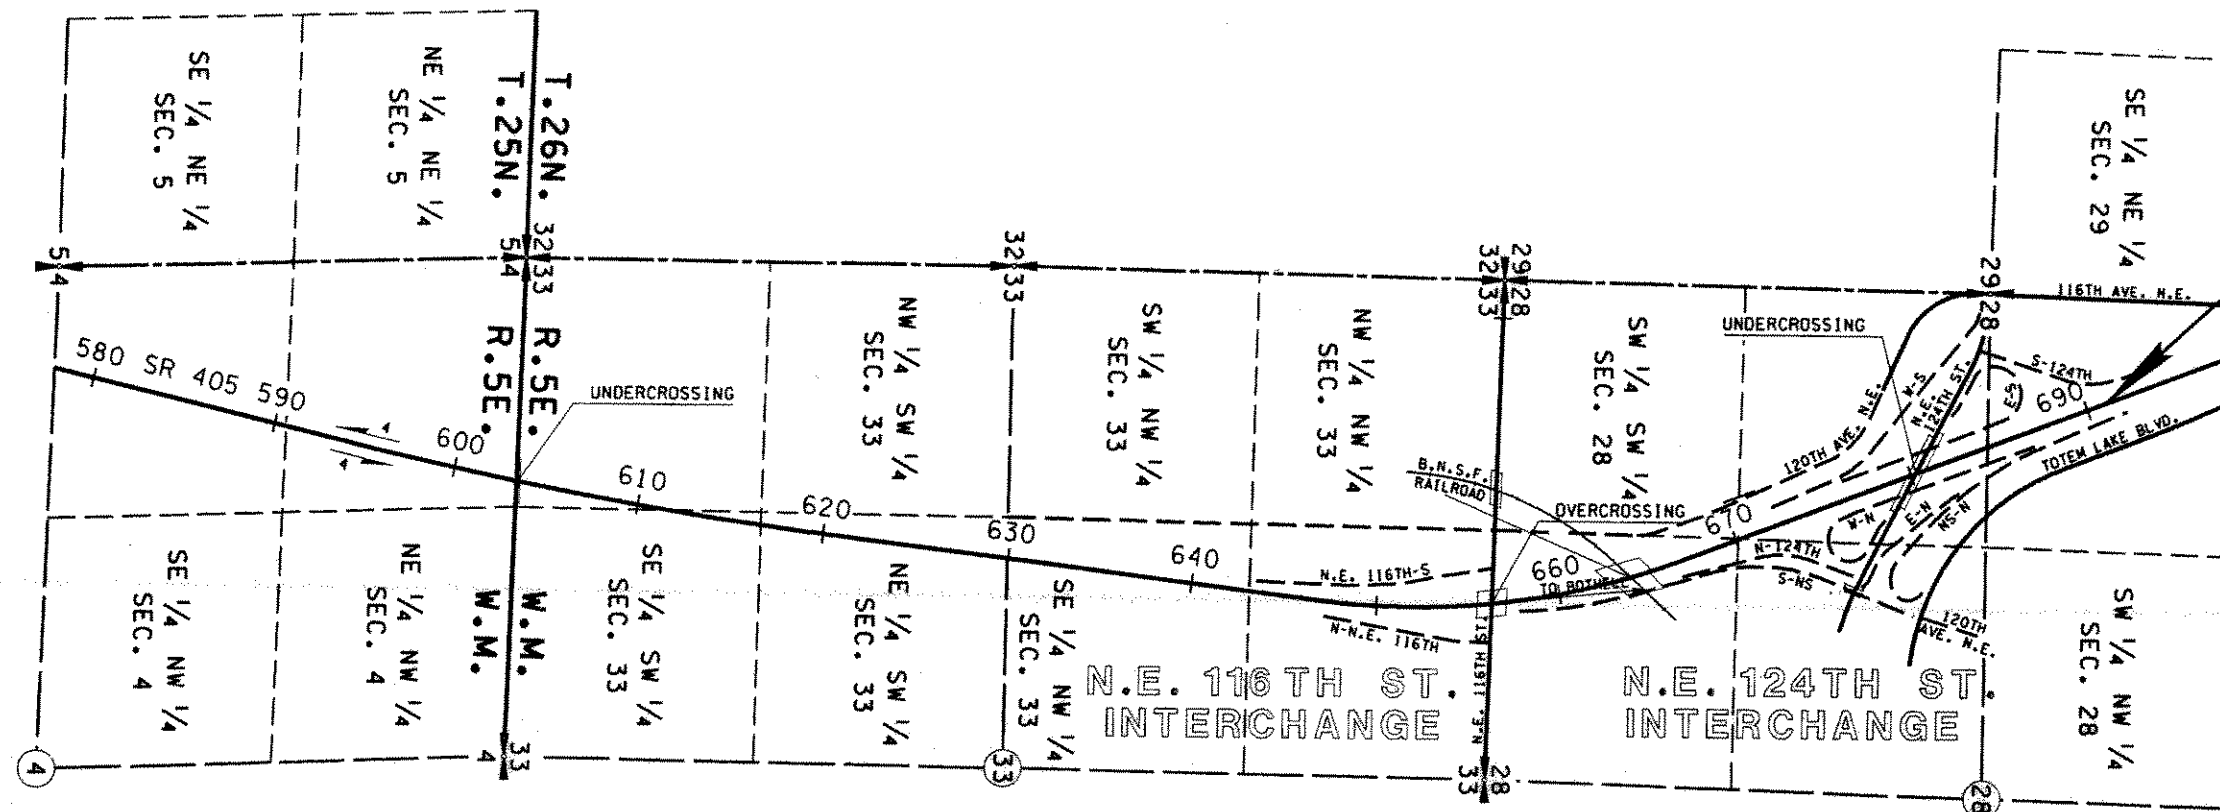 SE 1/4 NE 1/4
SEC. 5
NE 1/4 NE 1/4
SEC. 5
T.26N.
T.25N.
SE 1/4 NE 1/4
SEC. 29
5
4
32
33
5
4
32
33
29
28
32
33
29
28
116TH AVE. N.E.
R.5E.
R.5E.
580 SR 405 590
600
610
620
630
640
660
670
690
4
4
UNDERCROSSING
NW 1/4 SW 1/4
SEC. 33
SW 1/4 NW 1/4
SEC. 33
NW 1/4 NW 1/4
SEC. 33
SW 1/4 SW 1/4
SEC. 28
UNDERCROSSING
120TH AVE. N.E.
W-S
N.E.
124TH ST.
S-124TH
E-S
TOTEM LAKE BLVD.
B.N.S.F.
RAILROAD
OVERCROSSING
W-N
E-N
NS-N
N-124TH
S-NS
120TH
AVE. N.E.
TO BOTHELL
N.E. 116TH-S
N-N.E. 116TH
N.E. 116TH ST.
SE 1/4 NW 1/4
SEC. 4
NE 1/4 NW 1/4
SEC. 4
W.M.
W.M.
SE 1/4 SW 1/4
SEC. 33
NE 1/4 SW 1/4
SEC. 33
SE 1/4 NW 1/4
SEC. 33
N.E. 116TH ST.
INTERCHANGE
N.E. 124TH ST.
INTERCHANGE
SW 1/4 NW 1/4
SEC. 28
4
4
33
33
33
28
28